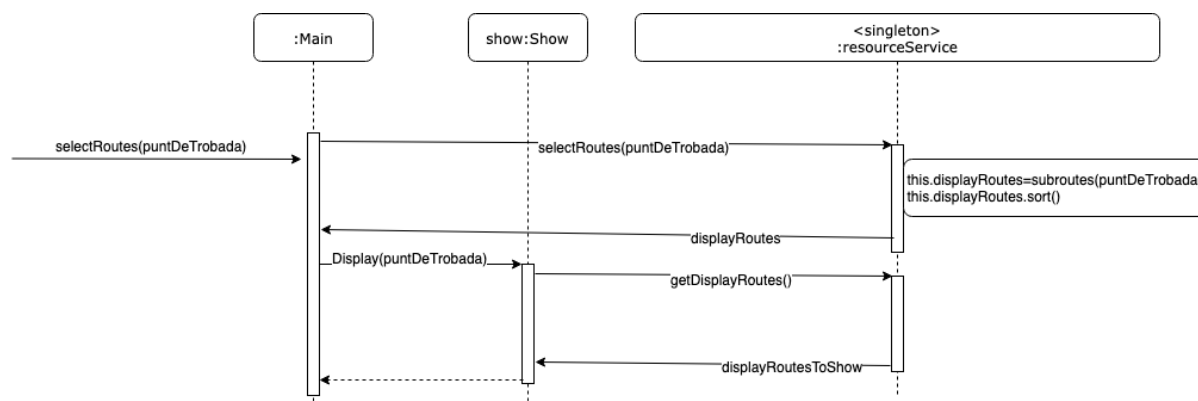 :Main
show:Show
<singleton>
:resourceService
selectRoutes(puntDeTrobada)
selectRoutes(puntDeTrobada)
this.displayRoutes=subroutes(puntDeTrobada
this.displayRoutes.sort()
displayRoutes
Display(puntDeTrobada)
getDisplayRoutes()
displayRoutesToShow